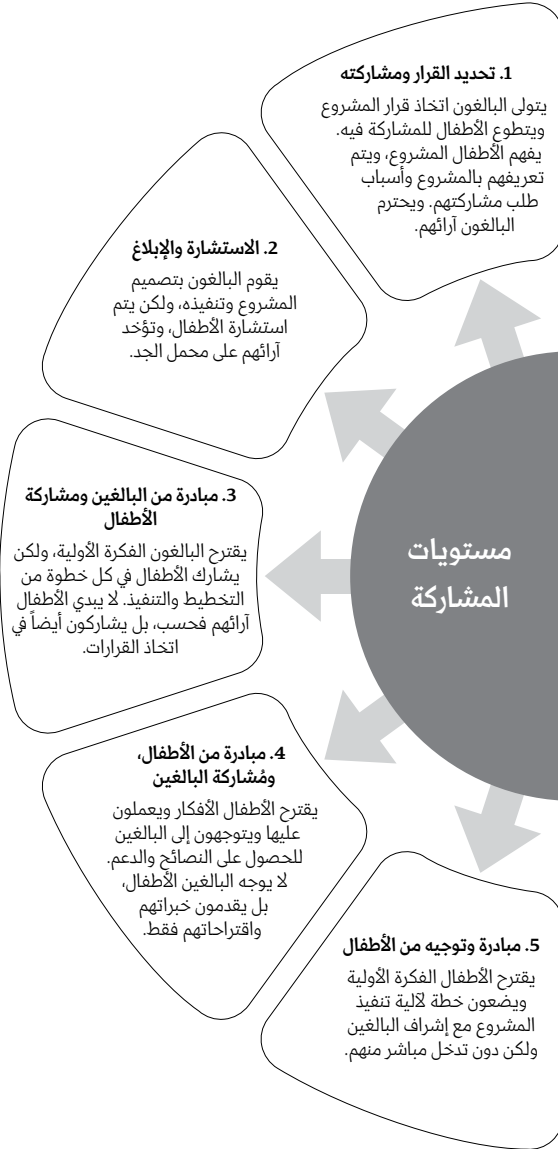 1. تحديد القرار ومشاركته
يتولى البالغون اتخاذ قرار المشروع
ويتطوع الأطفال للمشاركة فيه.
يفهم الأطفال المشروع، ويتم
تعريفهم بالمشروع وأسباب
طلب مشاركتهم. ويحترم
البالغون آرائهم.
2. الاستشارة والإبلاغ
يقوم البالغون بتصميم
المشروع وتنفيذه، ولكن يتم
استشارة الأطفال، وتؤخد
آرائهم على محمل الجد.
3. مبادرة من البالغين ومشاركة
الأطفال
يقترح البالغون الفكرة الأولية، ولكن
يشارك الأطفال في كل خطوة من
التخطيط والتنفيذ. لا يبدي الأطفال
آرائهم فحسب، بل يشاركون أيضاً في
اتخاذ القرارات.
مستويات
المشاركة
4. مبادرة من الأطفال،
ومُشاركة البالغين
يقترح الأطفال الأفكار ويعملون
عليها ويتوجهون إلى البالغين
للحصول على النصائح والدعم.
لا يوجه البالغين الأطفال،
بل يقدمون خبراتهم
واقتراحاتهم فقط.
5. مبادرة وتوجيه من الأطفال
يقترح الأطفال الفكرة الأولية
ويضعون خطة لآلية تنفيذ
المشروع مع إشراف البالغين
ولكن دون تدخل مباشر منهم.